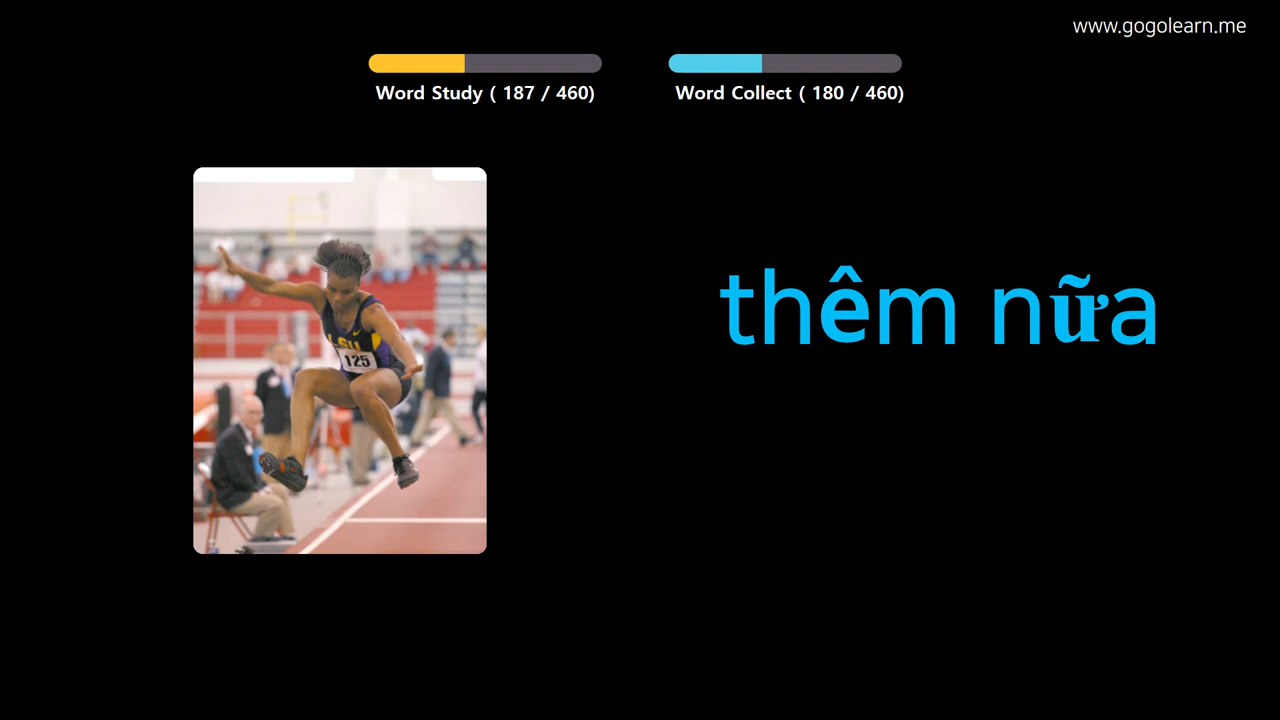 www.gogolearn.me
Word Study ( 187 / 460)
Word Collect ( 180 / 460)
thêm nữa
LSU
125